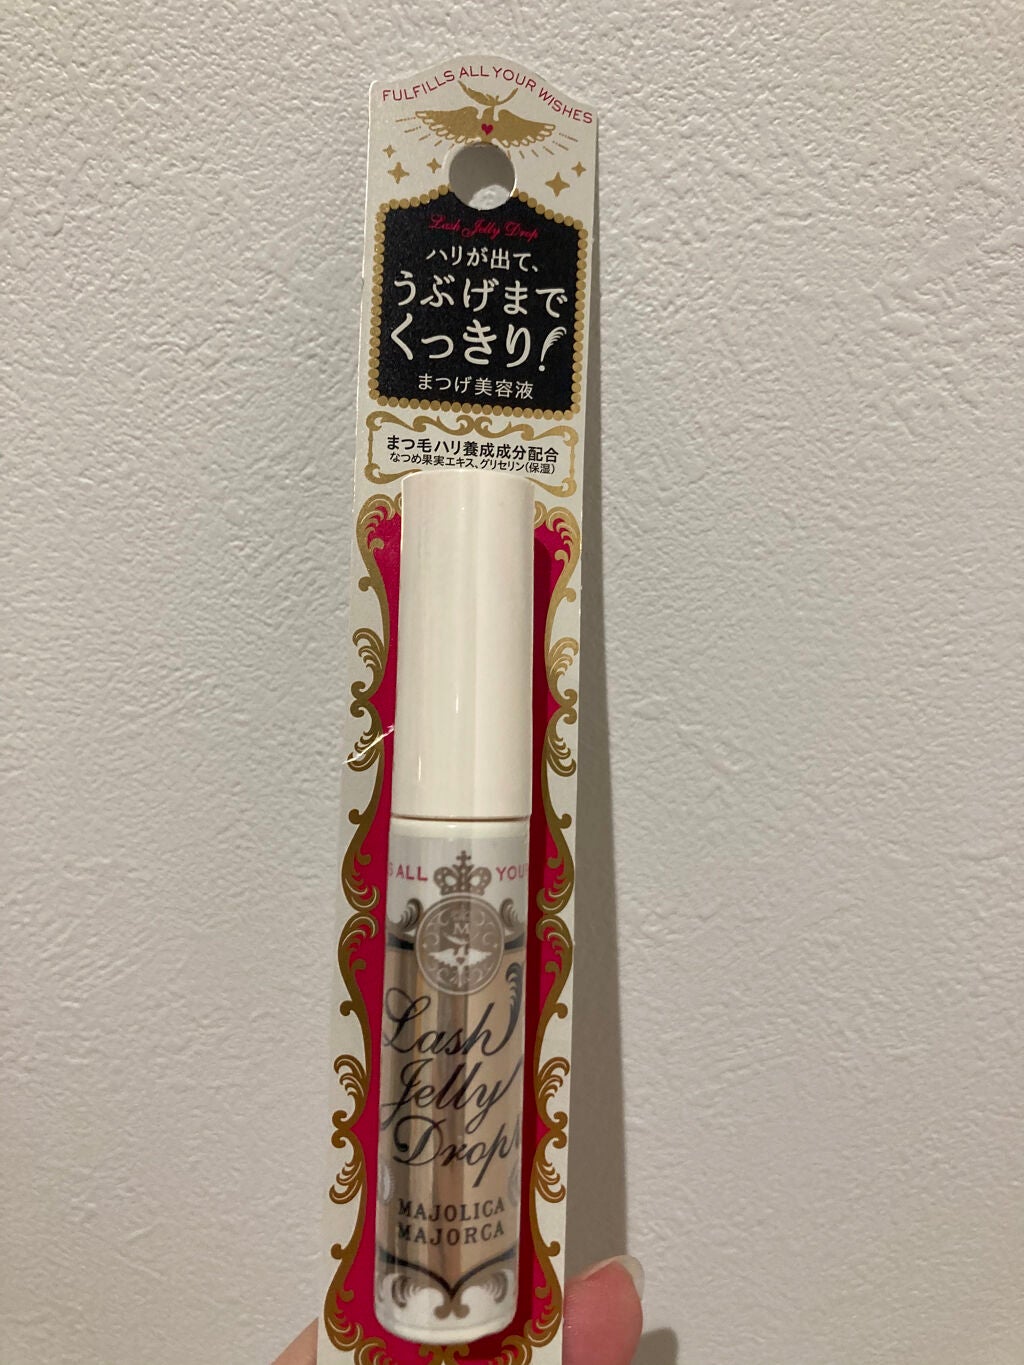 FULFILLS ALL YOUR WISHES
Lash Jelly Drop
ハリが出て、
うぶげまで
くっきり!
まつげ美容液
まつ毛ハリ養成成分配合
なつめ果実エキス、グリセリン(保湿)
S ALL YOU
M
Lash
Jelly
Drop
MAJOLICA
MAJORCA